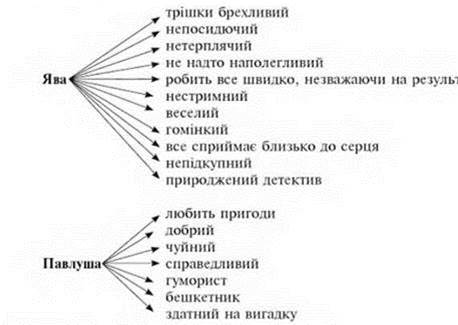 трішки брехливий
непосидючий
нетерплячий
не надто наполегливий
Ява робить все швидко, незважаючи на резуль
нестримний
веселий
гомінкий
все сприймає близько до серця
непідкупний
природжений детектив
любить пригоди
добрий
чуйний
Павлуша справедливий
гуморист
бешкетник
здатний на вигадку